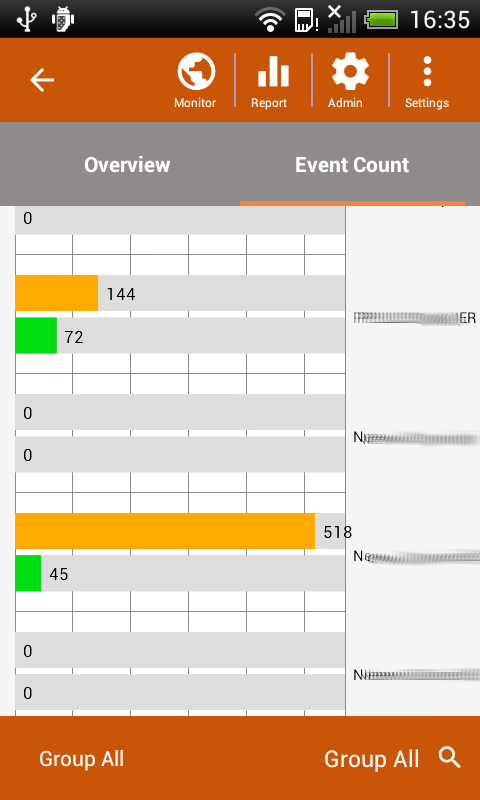 16:35
Monitor
Report
Admin
Settings
Overview
Event Count
0
144
72
0
0
518
45
0
0
Group All
Group All